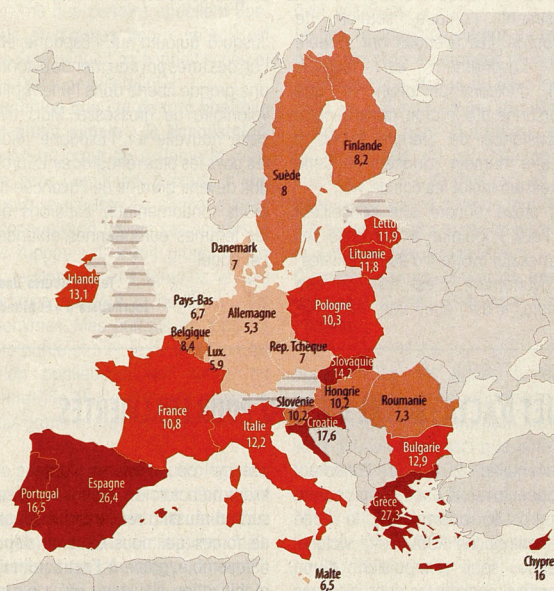 Finlande
8,2
Suède
8
Lettonie
11,9
Lituanie
11,8
Danemark
7
Irlande
13,1
Pays-Bas
6,7
Allemagne
5,3
Pologne
10,3
Belgique
8,4
Lux.
5,9
Rep. Tcheque
7
Slovaquie
14,2
Hongrie
10,2
Slovénie
10,2
Croatie
17,6
Roumanie
7,3
France
10,8
Italie
12,2
Bulgarie
12,9
Portugal
16,5
Espagne
26,4
Grèce
27,3
Chypre
16
Malte
6,5